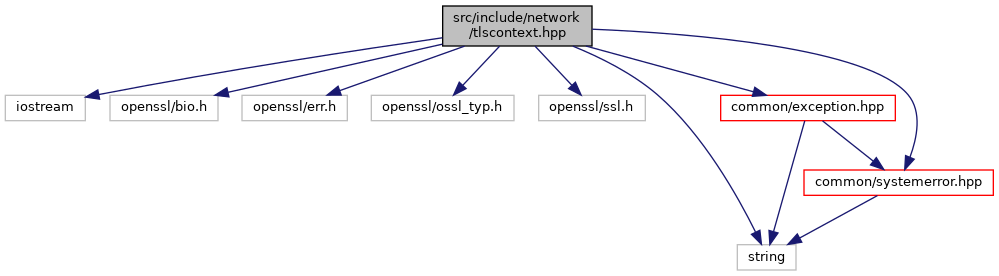 src/include/network
/tlscontext.hpp
iostream
openssl/bio.h
openssl/err.h
openssl/ossl_typ.h
openssl/ssl.h
common/exception.hpp
common/systemerror.hpp
string